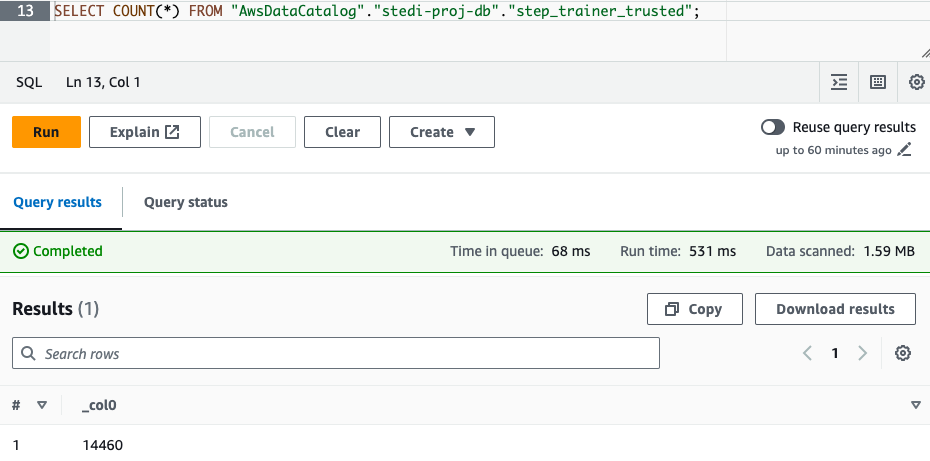 13 SELECT COUNT(*) FROM "AwsDataCatalog"."stedi-proj-db"."step_trainer_trusted";
SQL Ln 13, Col 1
Run Explain Cancel Clear Create Reuse query results
up to 60 minutes ago
Query results Query status
Completed Time in queue: 68 ms Run time: 531 ms Data scanned: 1.59 MB
Results (1) Copy Download results
Search rows 1
# _col0
1 14460